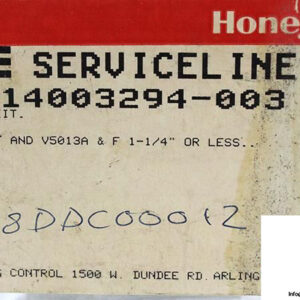 Hone
E SERVICELINE
14003294-003
IT.
AND V5013A & F 1-1/4" OR LESS..
8DDC00012
CONTROL 1500 W. DUNDEE RD. ARLING